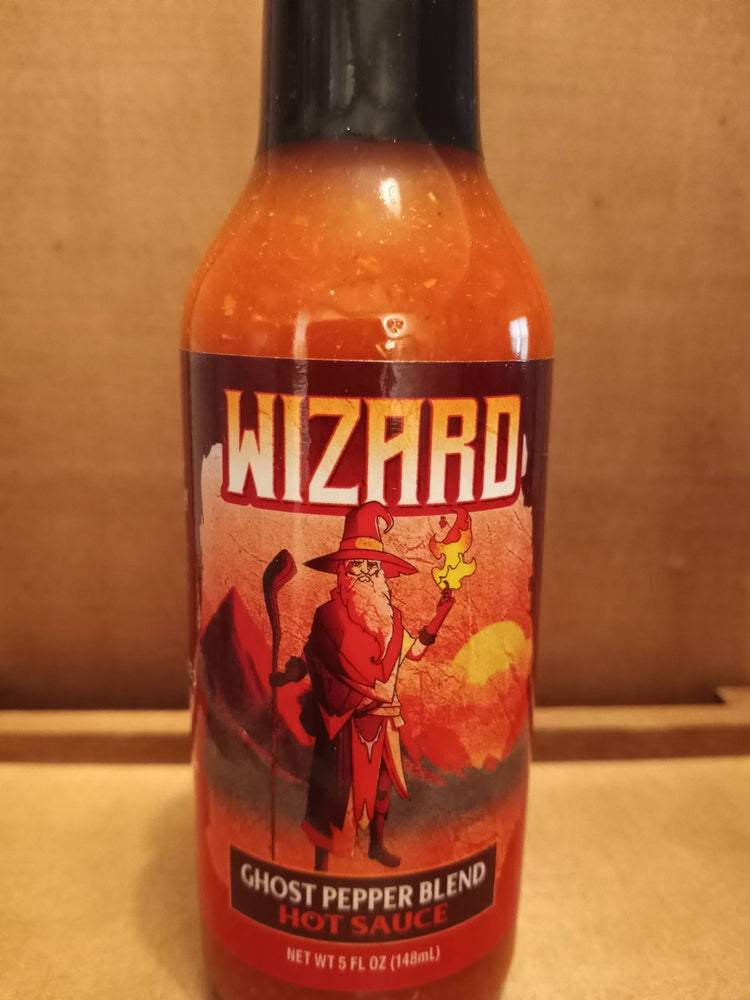 WIZARD
GHOST PEPPER BLEND
HOT SAUCE
NET WT 5 FL OZ (148mL)